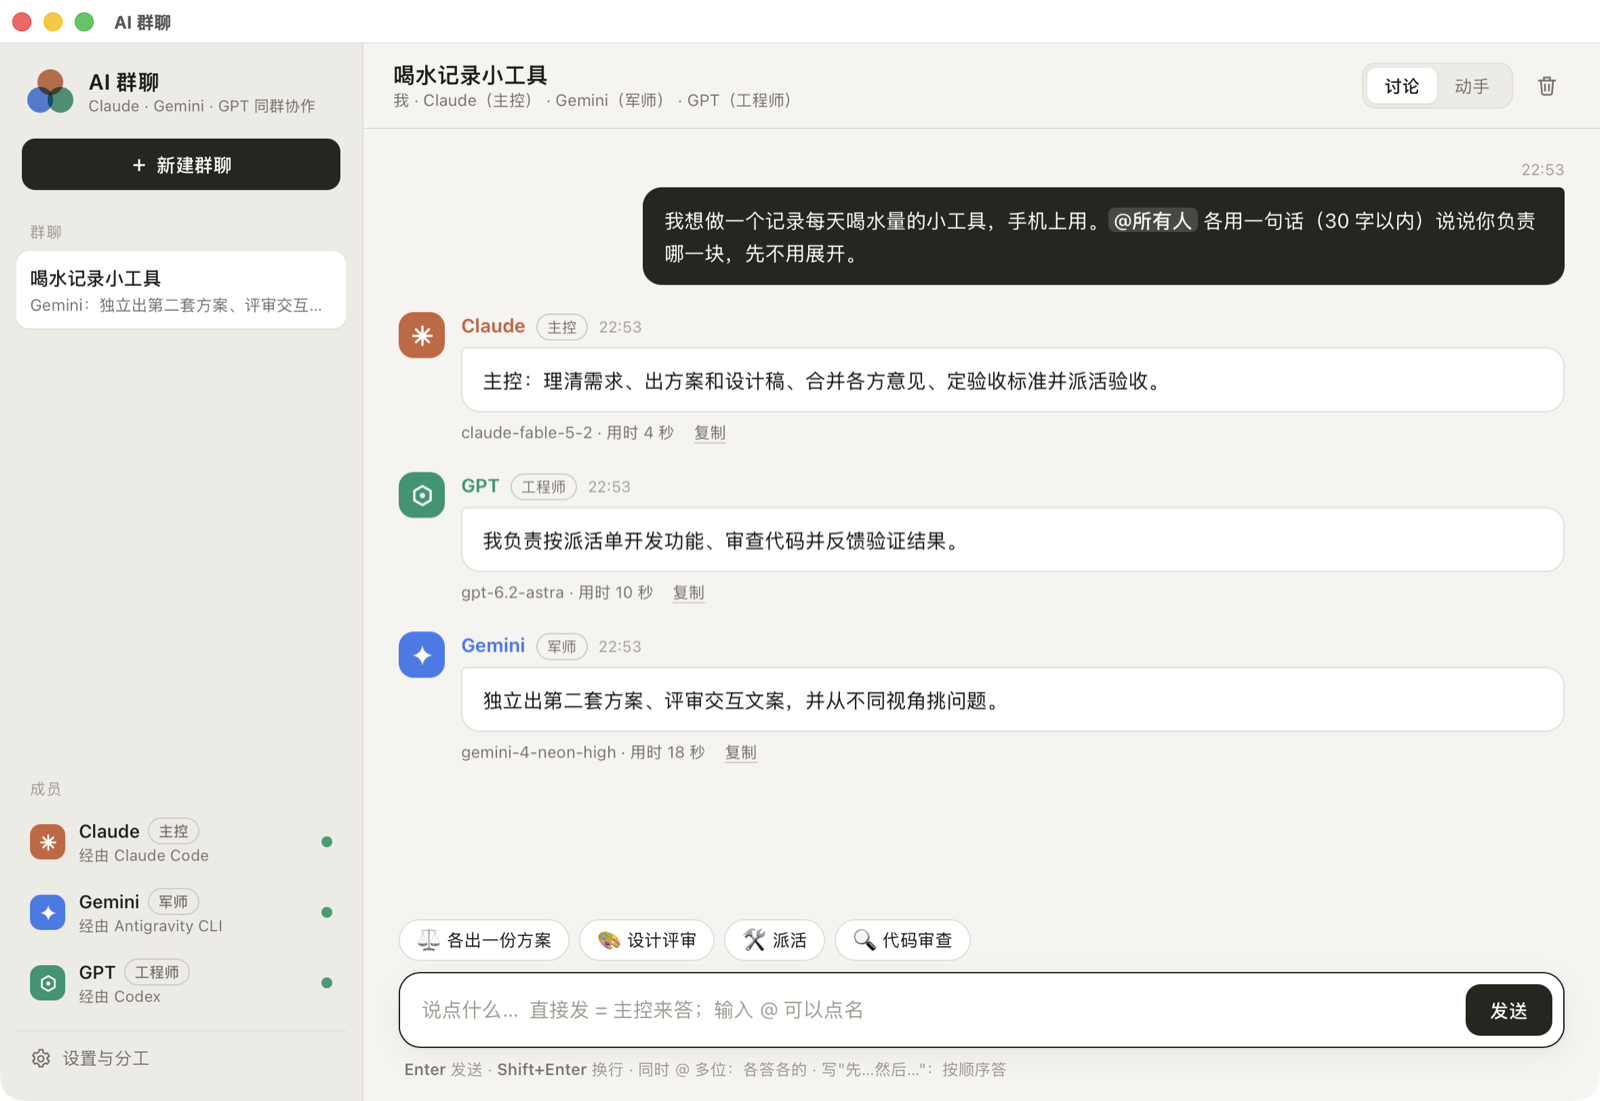 AI 群聊
AI 群聊
Claude · Gemini · GPT 同群协作
+ 新建群聊
群聊
喝水记录小工具
Gemini：独立出第二套方案、评审交互...
成员
Claude 主控
经由 Claude Code
Gemini 军师
经由 Antigravity CLI
GPT 工程师
经由 Codex
设置与分工
喝水记录小工具
我 · Claude（主控） · Gemini（军师） · GPT（工程师）
讨论 动手
22:53
我想做一个记录每天喝水量的小工具，手机上用。@所有人 各用一句话（30 字以内）说说你负责
哪一块，先不用展开。
Claude 主控 22:53
主控：理清需求、出方案和设计稿、合并各方意见、定验收标准并派活验收。
claude-fable-5-2 · 用时 4 秒 复制
GPT 工程师 22:53
我负责按派活单开发功能、审查代码并反馈验证结果。
gpt-6.2-astra · 用时 10 秒 复制
Gemini 军师 22:53
独立出第二套方案、评审交互文案，并从不同视角挑问题。
gemini-4-neon-high · 用时 18 秒 复制
各出一份方案 设计评审 派活 代码审查
说点什么... 直接发 = 主控来答；输入 @ 可以点名
发送
Enter 发送 · Shift+Enter 换行 · 同时 @ 多位：各答各的 · 写"先...然后..."：按顺序答